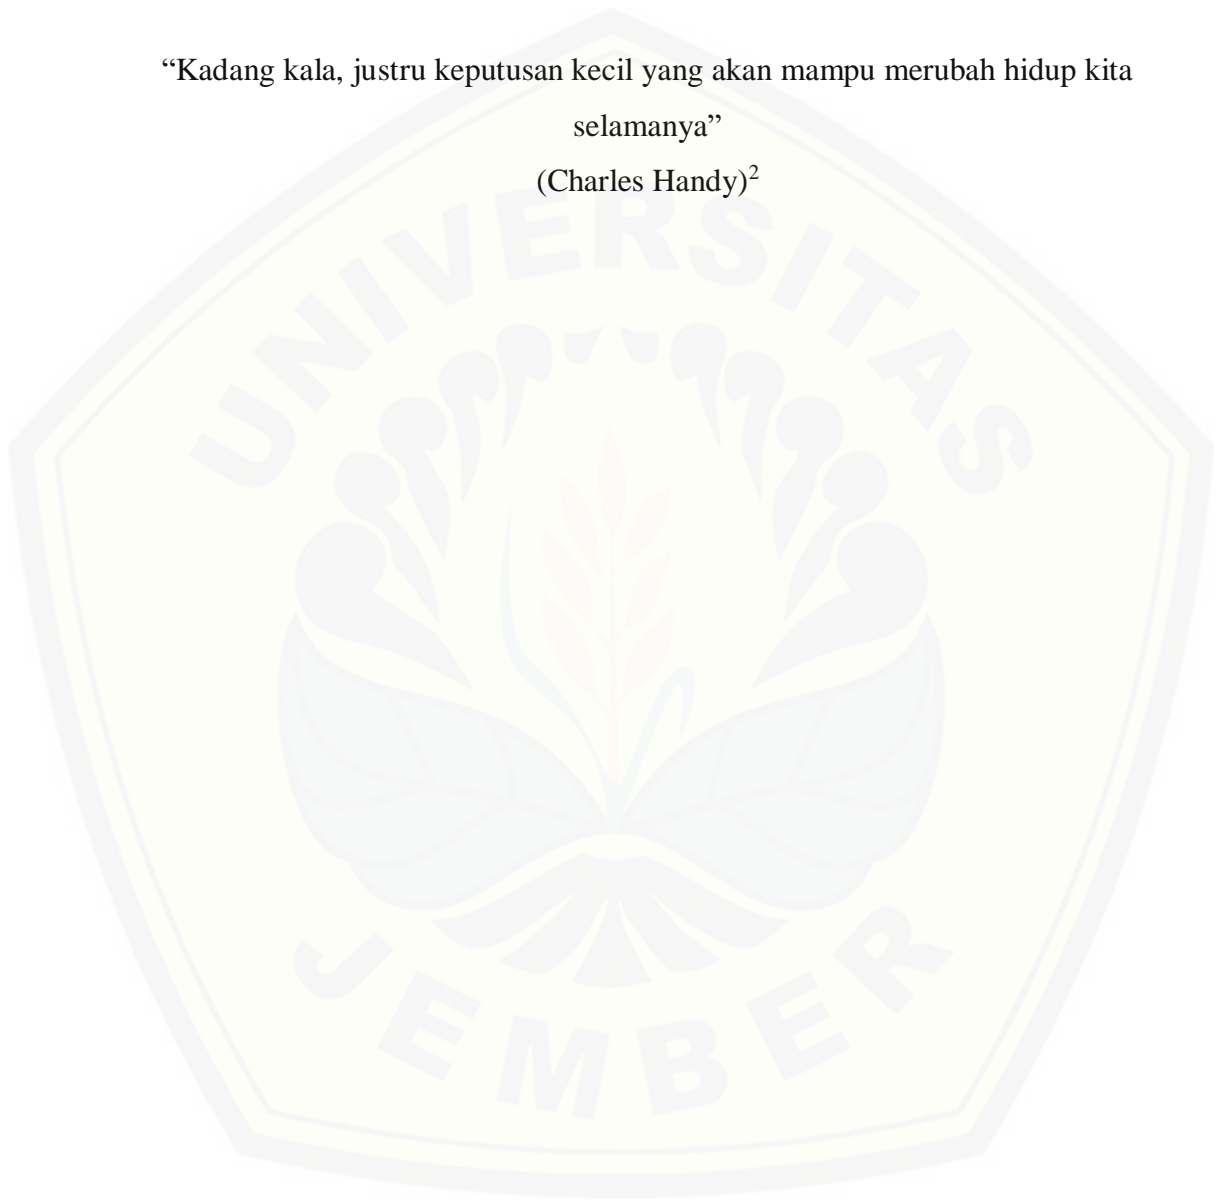 “Kadang kala, justru keputusan kecil yang akan mampu merubah hidup kita
selamanya”
(Charles Handy)²
UNIVERSITAS
JEMBER